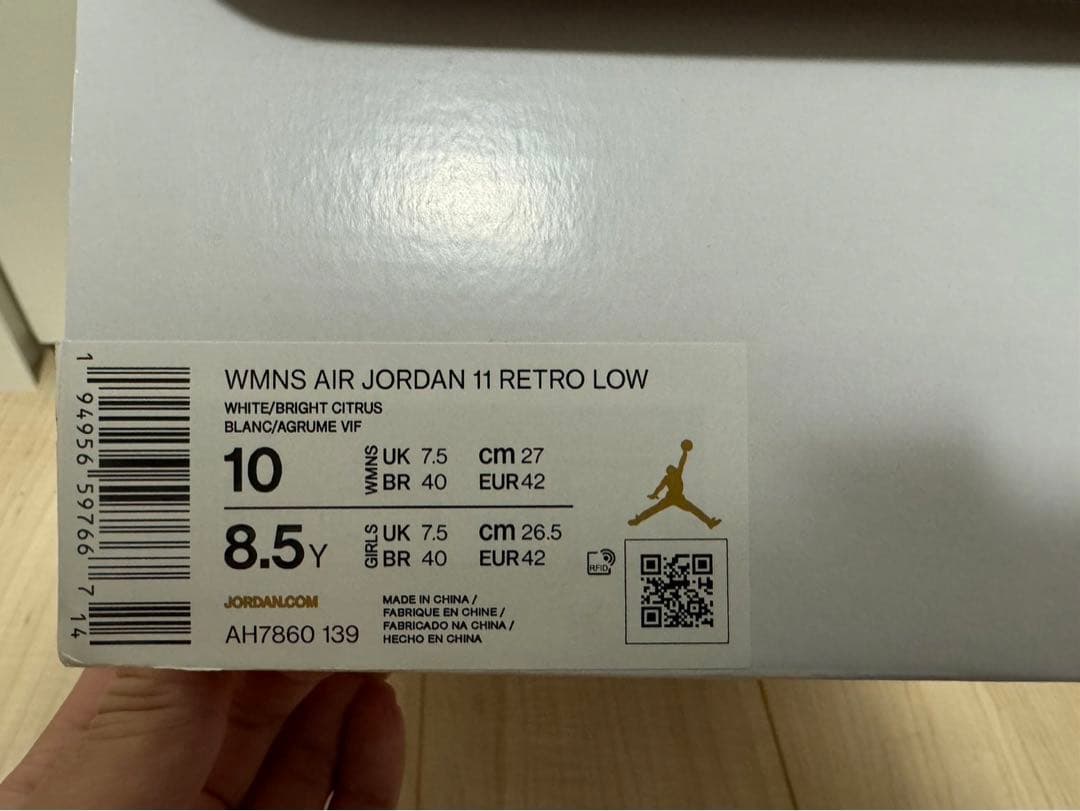 WMNS AIR JORDAN 11 RETRO LOW
WHITE/BRIGHT CITRUS
BLANC/AGRUME VIF
10 WMNS UK 7.5 cm 27
BR 40 EUR 42
8.5Y GIRLS UK 7.5 cm 26.5
BR 40 EUR 42
RFID
JORDAN.COM
AH7860 139
MADE IN CHINA /
FABRIQUE EN CHINE /
FABRICADO NA CHINA /
HECHO EN CHINA
1 94956 59766 7 14